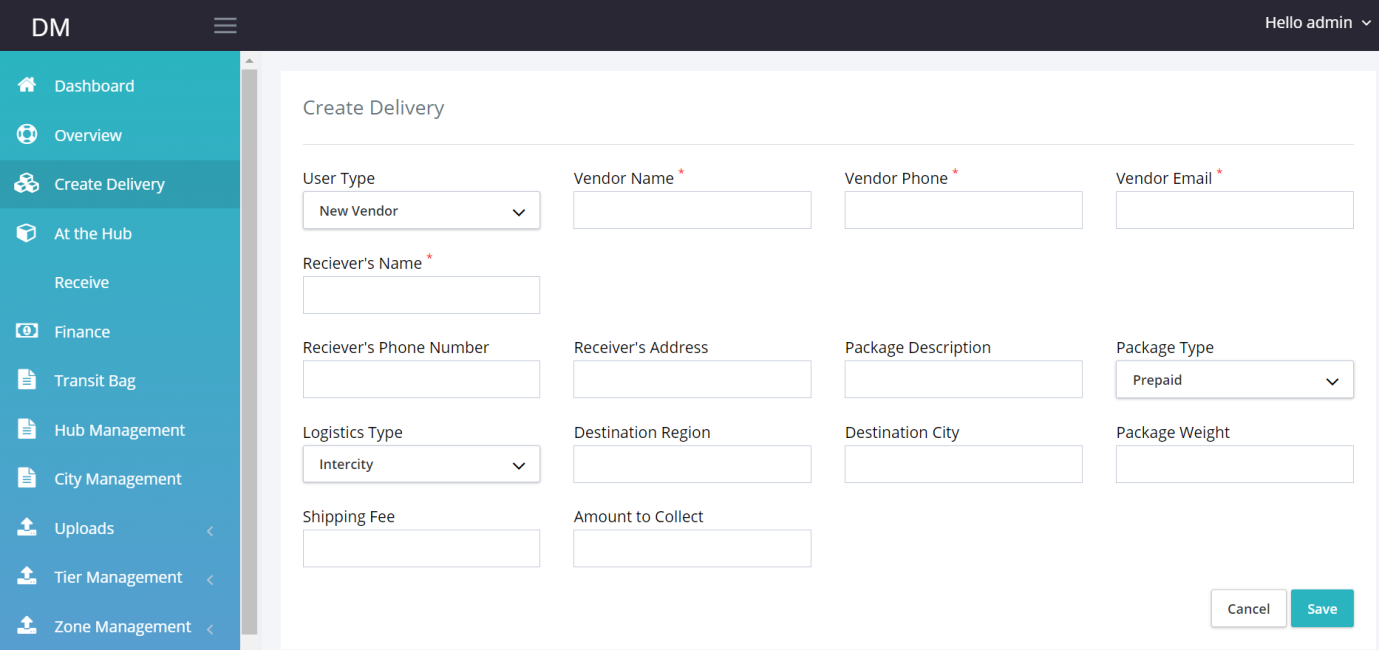 DM
Hello admin
Dashboard
Overview
Create Delivery
At the Hub
Receive
Finance
Transit Bag
Hub Management
City Management
Uploads
Tier Management
Zone Management
Create Delivery
User Type
New Vendor
Vendor Name *
Vendor Phone *
Vendor Email *
Reciever's Name *
Reciever's Phone Number
Receiver's Address
Package Description
Package Type
Prepaid
Logistics Type
Intercity
Destination Region
Destination City
Package Weight
Shipping Fee
Amount to Collect
Cancel
Save